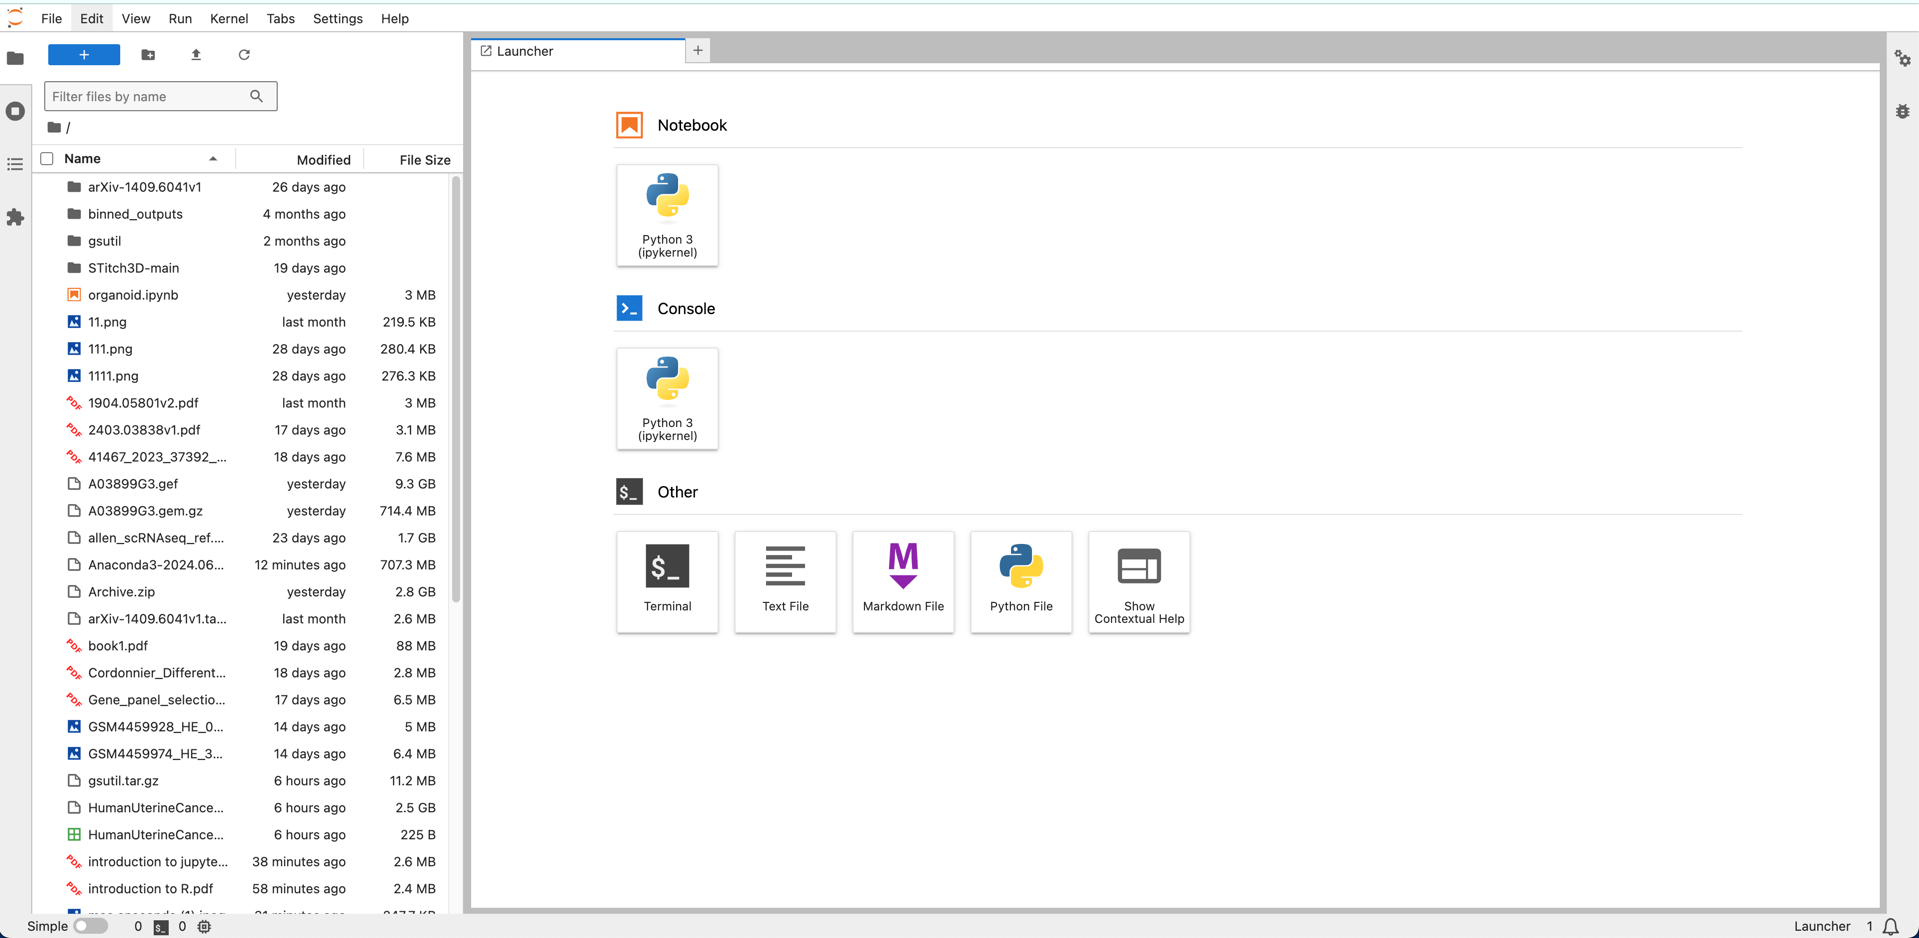 File Edit View Run Kernel Tabs Settings Help
Launcher
Filter files by name
/
Name Modified File Size
arXiv-1409.6041v1 26 days ago
binned_outputs 4 months ago
gsutil 2 months ago
STitch3D-main 19 days ago
organoid.ipynb yesterday 3 MB
11.png last month 219.5 KB
111.png 28 days ago 280.4 KB
1111.png 28 days ago 276.3 KB
1904.05801v2.pdf last month 3 MB
2403.03838v1.pdf 17 days ago 3.1 MB
41467_2023_37392_... 18 days ago 7.6 MB
A03899G3.gef yesterday 9.3 GB
A03899G3.gem.gz yesterday 714.4 MB
allen_scRNAseq_ref.... 23 days ago 1.7 GB
Anaconda3-2024.06... 12 minutes ago 707.3 MB
Archive.zip yesterday 2.8 GB
arXiv-1409.6041v1.ta... last month 2.6 MB
book1.pdf 19 days ago 88 MB
Cordonnier_Different... 18 days ago 2.8 MB
Gene_panel_selectio... 17 days ago 6.5 MB
GSM4459928_HE_0... 14 days ago 5 MB
GSM4459974_HE_3... 14 days ago 6.4 MB
gsutil.tar.gz 6 hours ago 11.2 MB
HumanUterineCance... 6 hours ago 2.5 GB
HumanUterineCance... 6 hours ago 225 B
introduction to jupyte... 38 minutes ago 2.6 MB
introduction to R.pdf 58 minutes ago 2.4 MB
Notebook
Python 3
(ipykernel)
Console
Python 3
(ipykernel)
$_ Other
$_
M
Terminal Text File Markdown File Python File Show
Contextual Help
Simple 0 $_ 0 Launcher 1